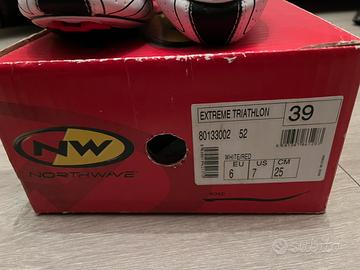 EXTREME TRIATHLON
39
80133002 52
WHITE/RED
EU US CM
6 7 25
NW
NORTHWAVE
subito